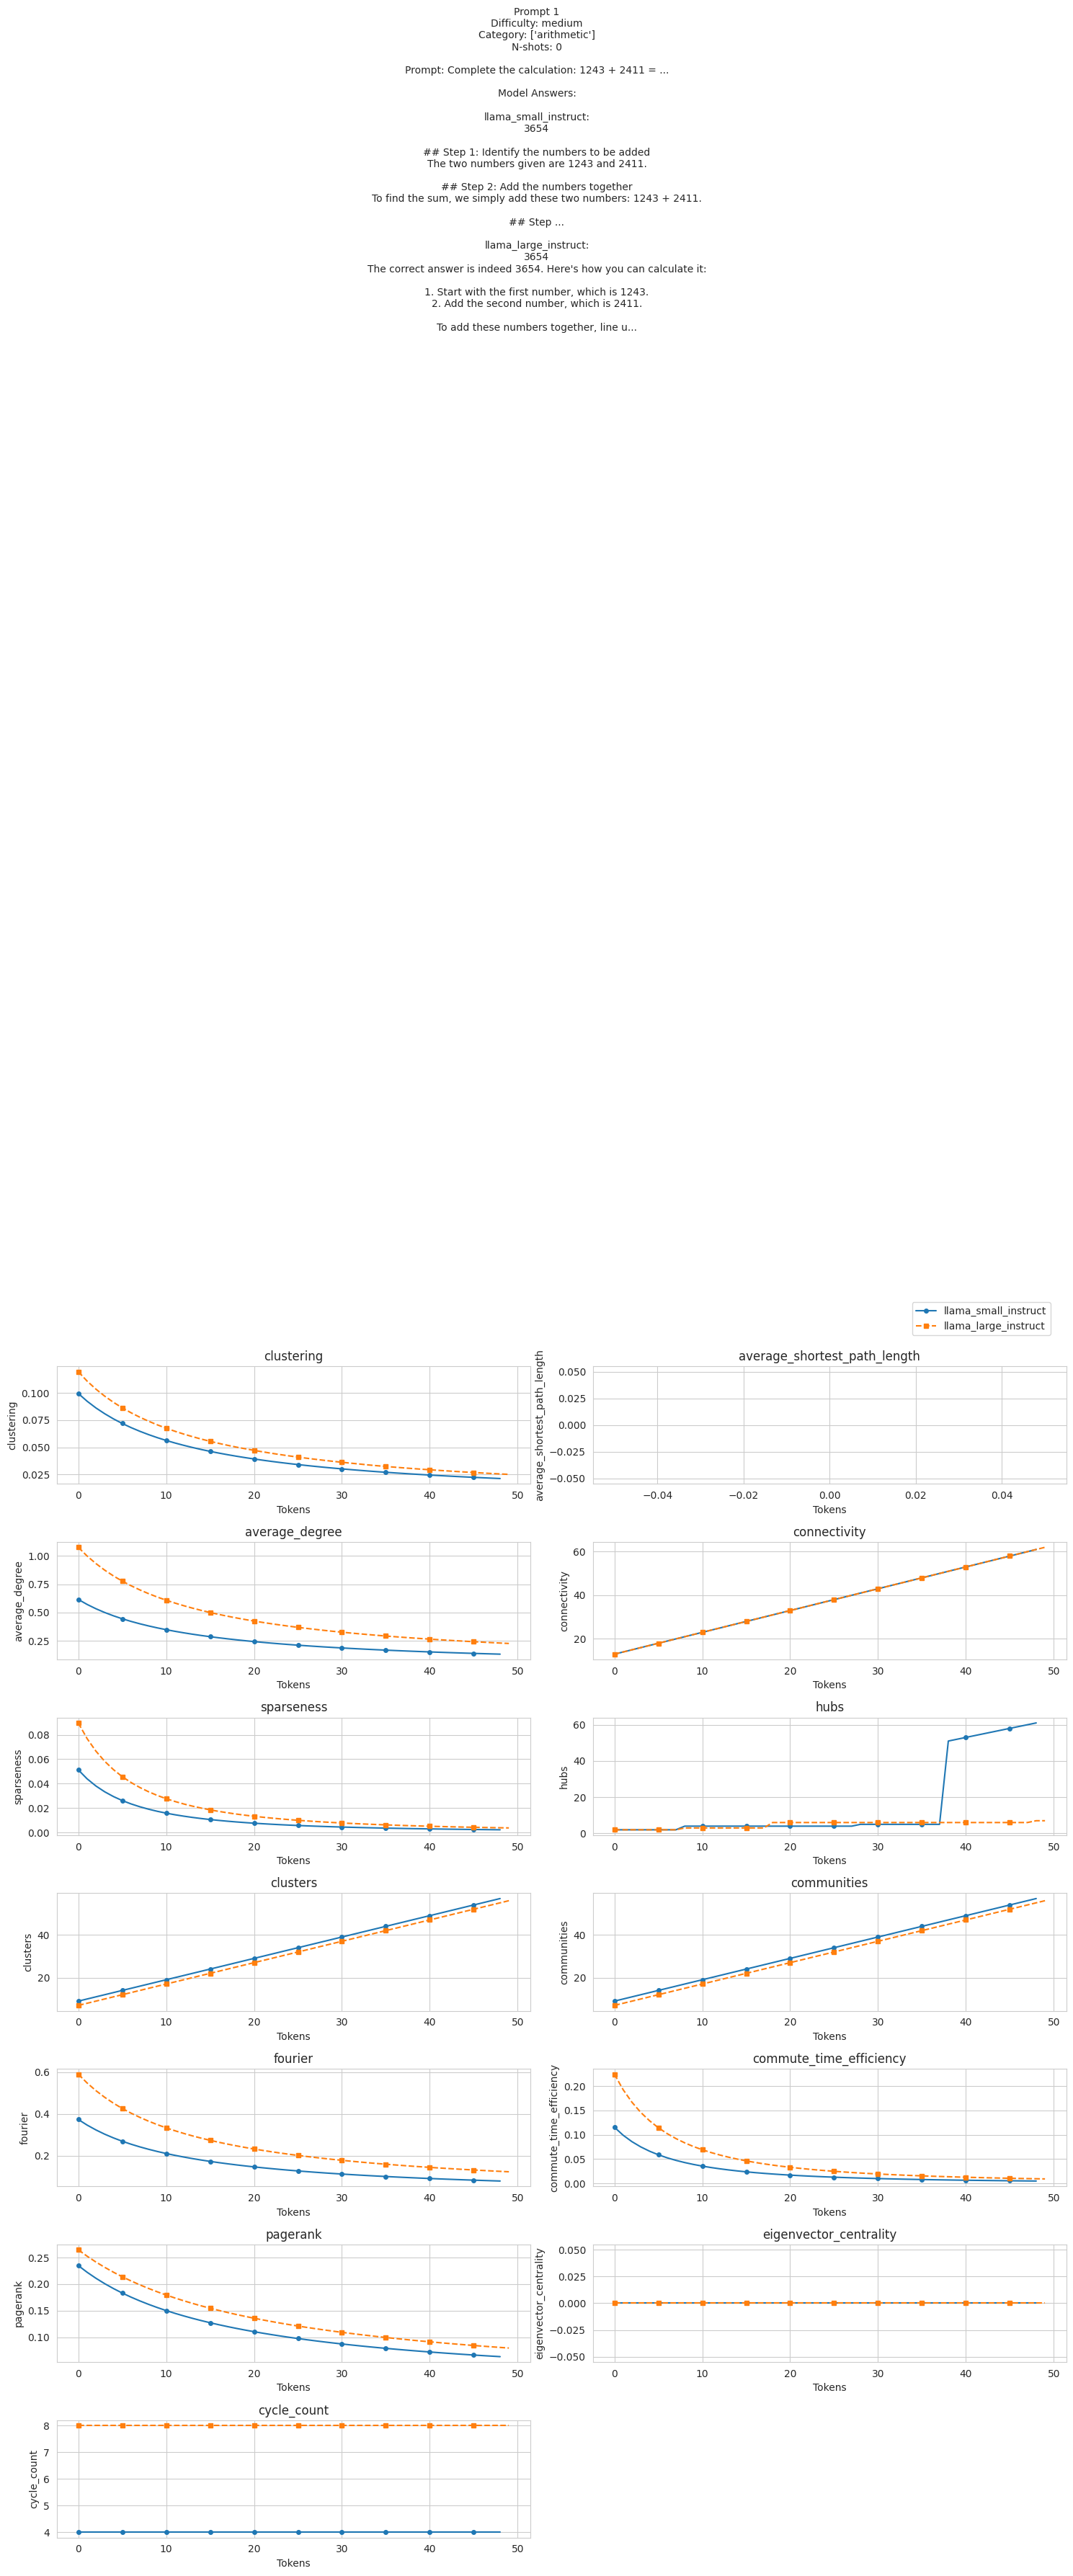 Prompt 1
Difficulty: medium
Category: ['arithmetic']
N-shots: 0
Prompt: Complete the calculation: 1243 + 2411 = ...
Model Answers:
llama_small_instruct:
3654
## Step 1: Identify the numbers to be added
The two numbers given are 1243 and 2411.
## Step 2: Add the numbers together
To find the sum, we simply add these two numbers: 1243 + 2411.
## Step ...
llama_large_instruct:
3654
The correct answer is indeed 3654. Here's how you can calculate it:
1. Start with the first number, which is 1243.
2. Add the second number, which is 2411.
To add these numbers together, line u...
llama_small_instruct
llama_large_instruct
clustering
clustering
0.100
0.075
0.050
0.025
0 10 20 30 40 50
Tokens
average_shortest_path_length
average_shortest_path_length
0.050
0.025
0.000
−0.025
−0.050
−0.04 −0.02 0.00 0.02 0.04
Tokens
average_degree
average_degree
1.00
0.75
0.50
0.25
0 10 20 30 40 50
Tokens
connectivity
connectivity
60
40
20
0 10 20 30 40 50
Tokens
sparseness
sparseness
0.08
0.06
0.04
0.02
0.00
0 10 20 30 40 50
Tokens
hubs
hubs
60
40
20
0
0 10 20 30 40 50
Tokens
clusters
clusters
40
20
0 10 20 30 40 50
Tokens
communities
communities
40
20
0 10 20 30 40 50
Tokens
fourier
fourier
0.6
0.4
0.2
0 10 20 30 40 50
Tokens
commute_time_efficiency
commute_time_efficiency
0.20
0.15
0.10
0.05
0.00
0 10 20 30 40 50
Tokens
pagerank
pagerank
0.25
0.20
0.15
0.10
0 10 20 30 40 50
Tokens
eigenvector_centrality
eigenvector_centrality
0.050
0.025
0.000
−0.025
−0.050
0 10 20 30 40 50
Tokens
cycle_count
cycle_count
8
7
6
5
4
0 10 20 30 40 50
Tokens